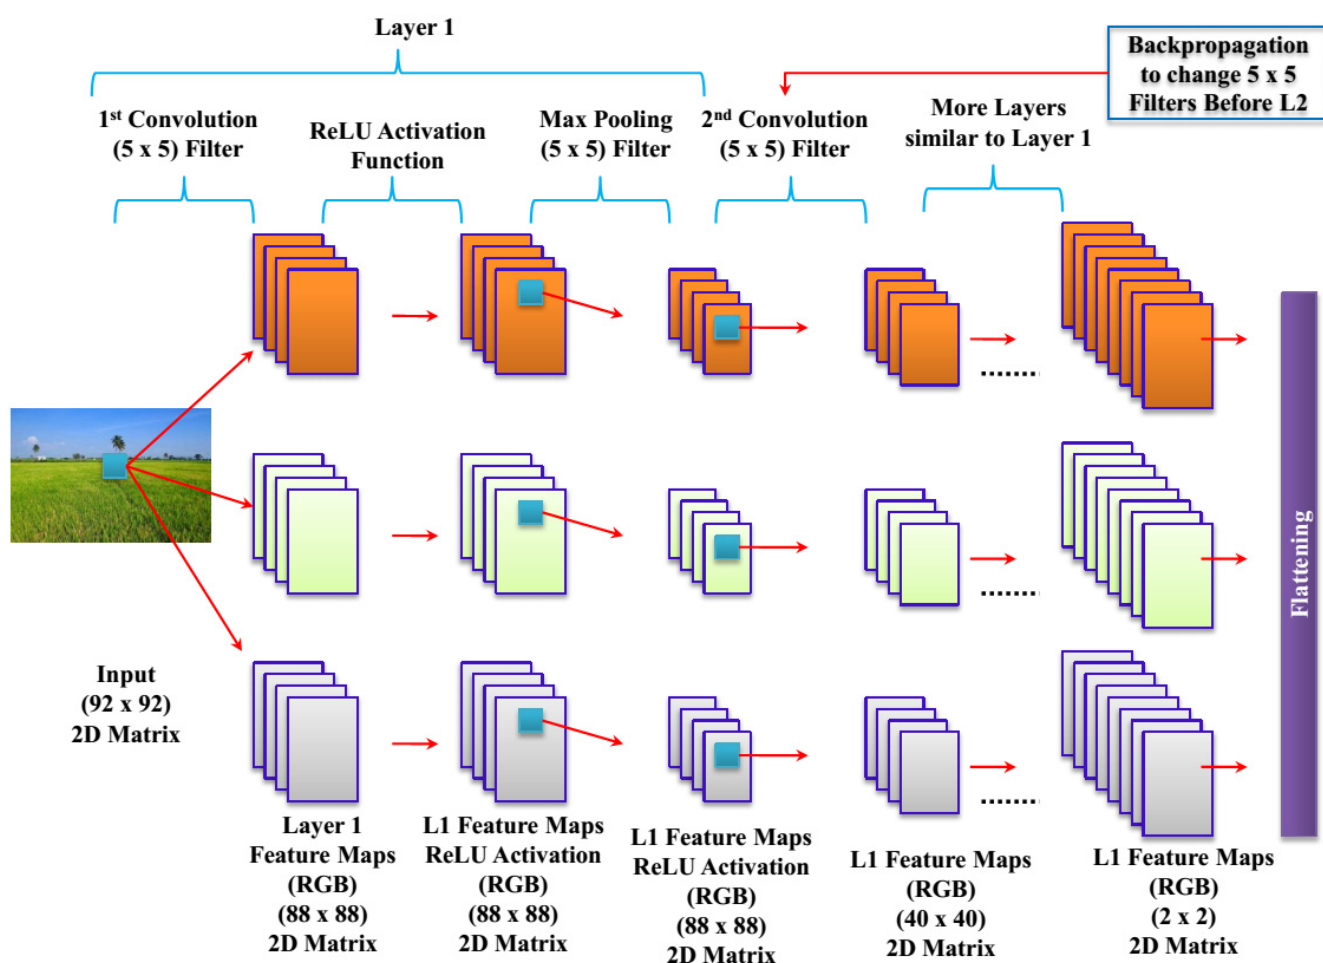 Layer 1
Backpropagation
to change 5 x 5
Filters Before L2
1st Convolution
(5 x 5) Filter
ReLU Activation
Function
Max Pooling
(5 x 5) Filter
2nd Convolution
(5 x 5) Filter
More Layers
similar to Layer 1
Flattening
Input
(92 x 92)
2D Matrix
Layer 1
Feature Maps
(RGB)
(88 x 88)
2D Matrix
L1 Feature Maps
ReLU Activation
(RGB)
(88 x 88)
2D Matrix
L1 Feature Maps
ReLU Activation
(RGB)
(88 x 88)
2D Matrix
L1 Feature Maps
(RGB)
(40 x 40)
2D Matrix
L1 Feature Maps
(RGB)
(2 x 2)
2D Matrix